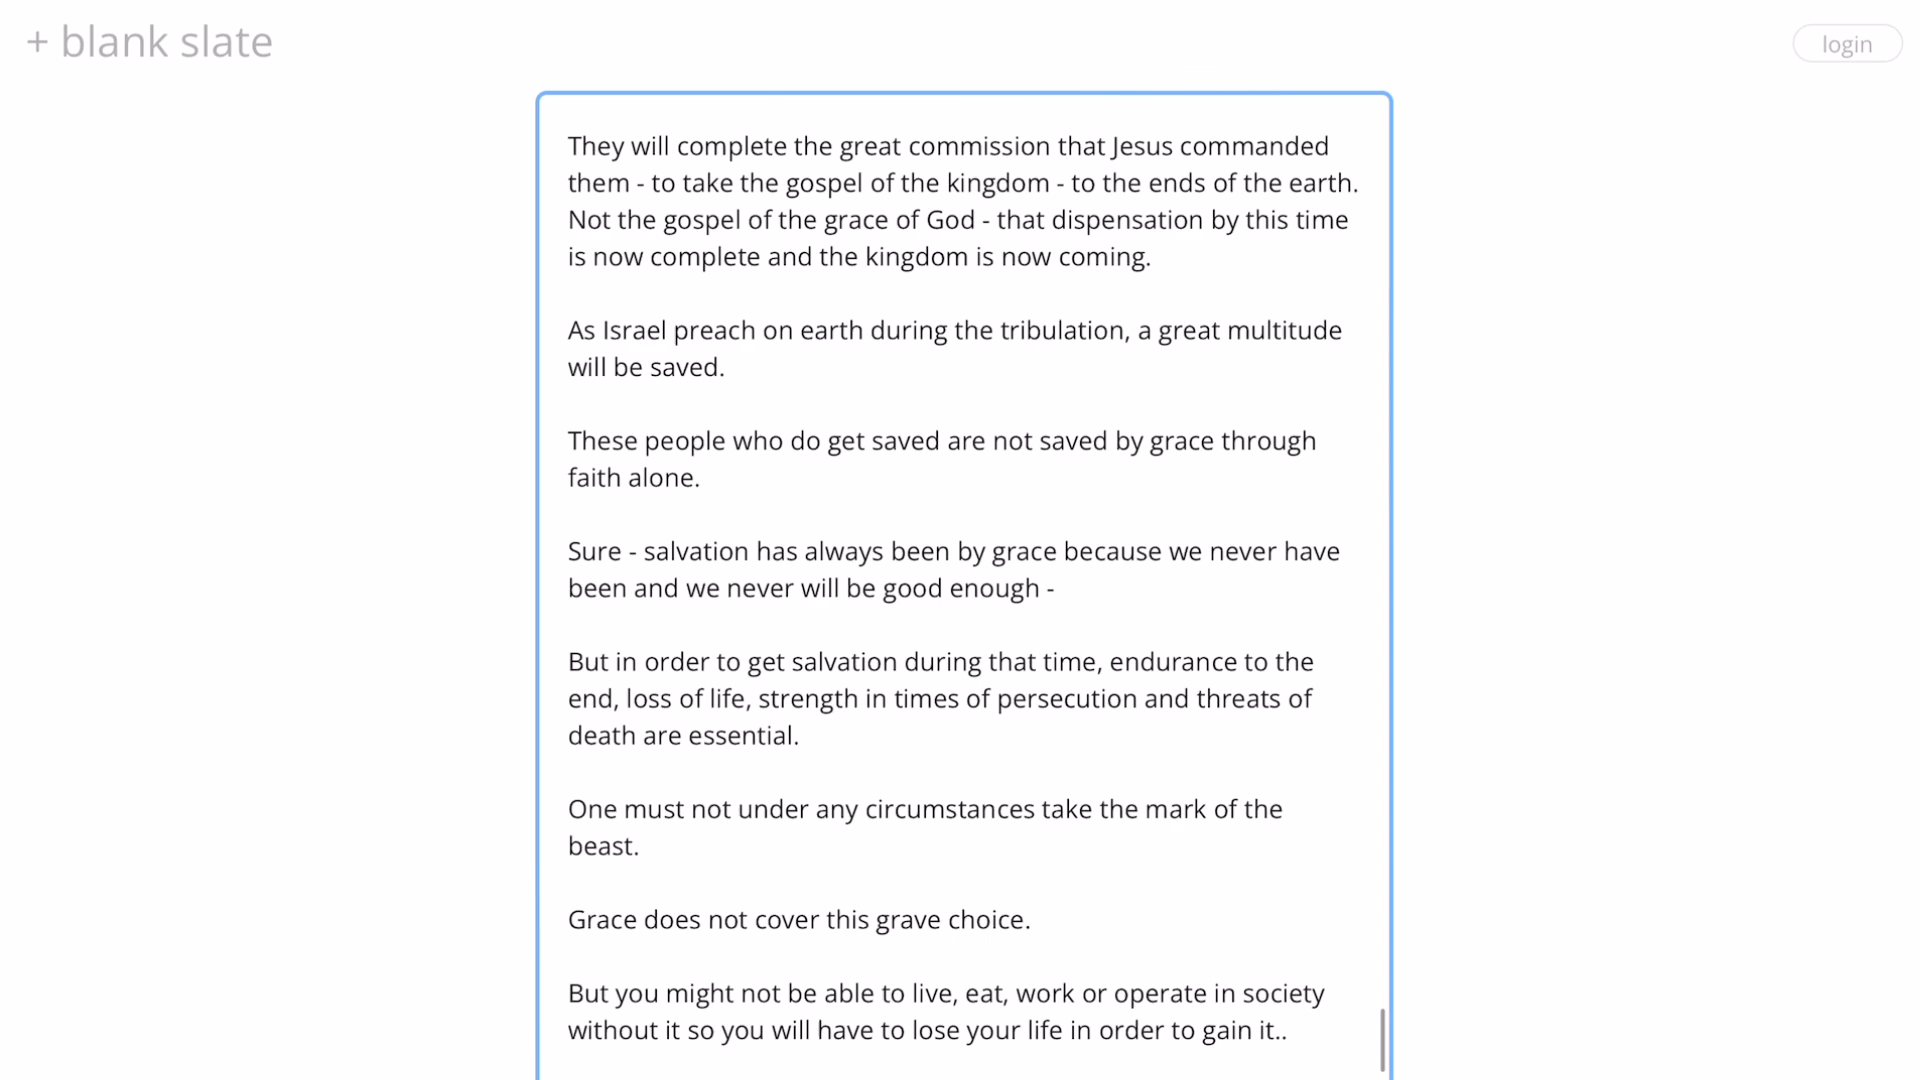 + blank slate
login
They will complete the great commission that Jesus commanded
them - to take the gospel of the kingdom - to the ends of the earth.
Not the gospel of the grace of God - that dispensation by this time
is now complete and the kingdom is now coming.
As Israel preach on earth during the tribulation, a great multitude
will be saved.
These people who do get saved are not saved by grace through
faith alone.
Sure - salvation has always been by grace because we never have
been and we never will be good enough -
But in order to get salvation during that time, endurance to the
end, loss of life, strength in times of persecution and threats of
death are essential.
One must not under any circumstances take the mark of the
beast.
Grace does not cover this grave choice.
But you might not be able to live, eat, work or operate in society
without it so you will have to lose your life in order to gain it..